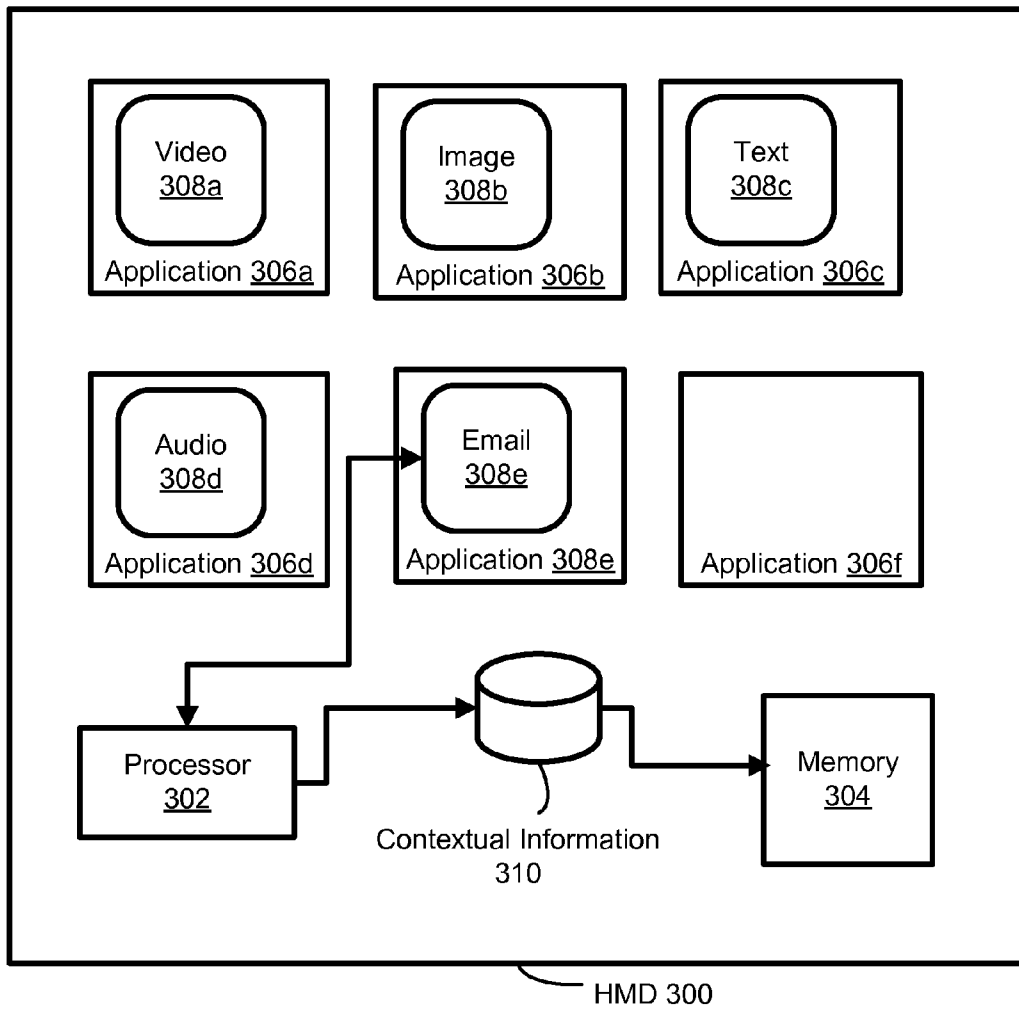 Video
308a
Application 306a
Image
308b
Application 306b
Text
308c
Application 306c
Audio
308d
Application 306d
Email
308e
Application 308e
Application 306f
Processor
302
Contextual Information
310
Memory
304
HMD 300